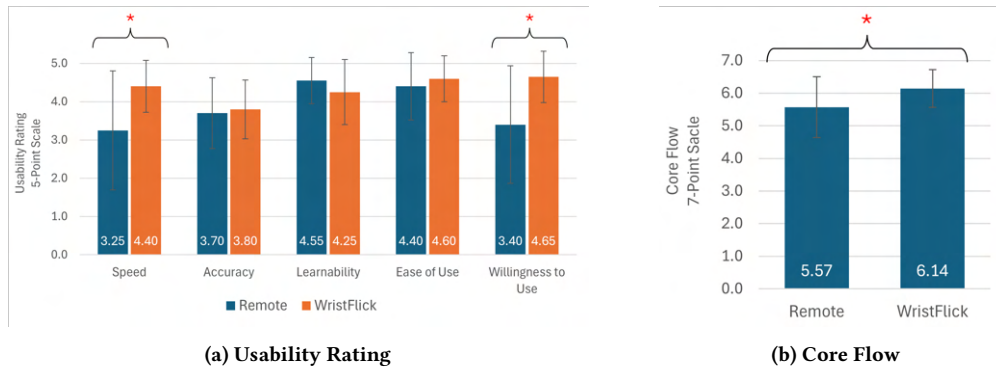 *
*
Usability Rating
5-Point Scale
5.0
4.0
3.0
2.0
1.0
0.0
3.25
4.40
3.70
3.80
4.55
4.25
4.40
4.60
3.40
4.65
Speed
Accuracy
Learnability
Ease of Use
Willingness to
Use
Remote
WristFlick
(a) Usability Rating
*
Core Flow
7-Point Sacle
7.0
6.0
5.0
4.0
3.0
2.0
1.0
0.0
5.57
6.14
Remote
WristFlick
(b) Core Flow